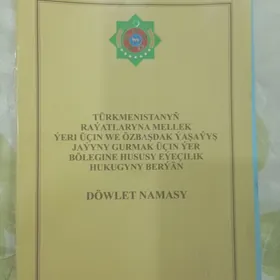 TÜRKMENISTANYŇ
RAÝATLARYNA MELLEK
ÝERI ÜÇIN WE ÖZBAŞDAK ÝAŞAÝYŞ
JAÝYNY GURMAK ÜÇIN ÝER
BÖLEGINE HUSUSY EÝEÇILIK
HUKUGYNY BERÝÄN
DÖWLET NAMASY